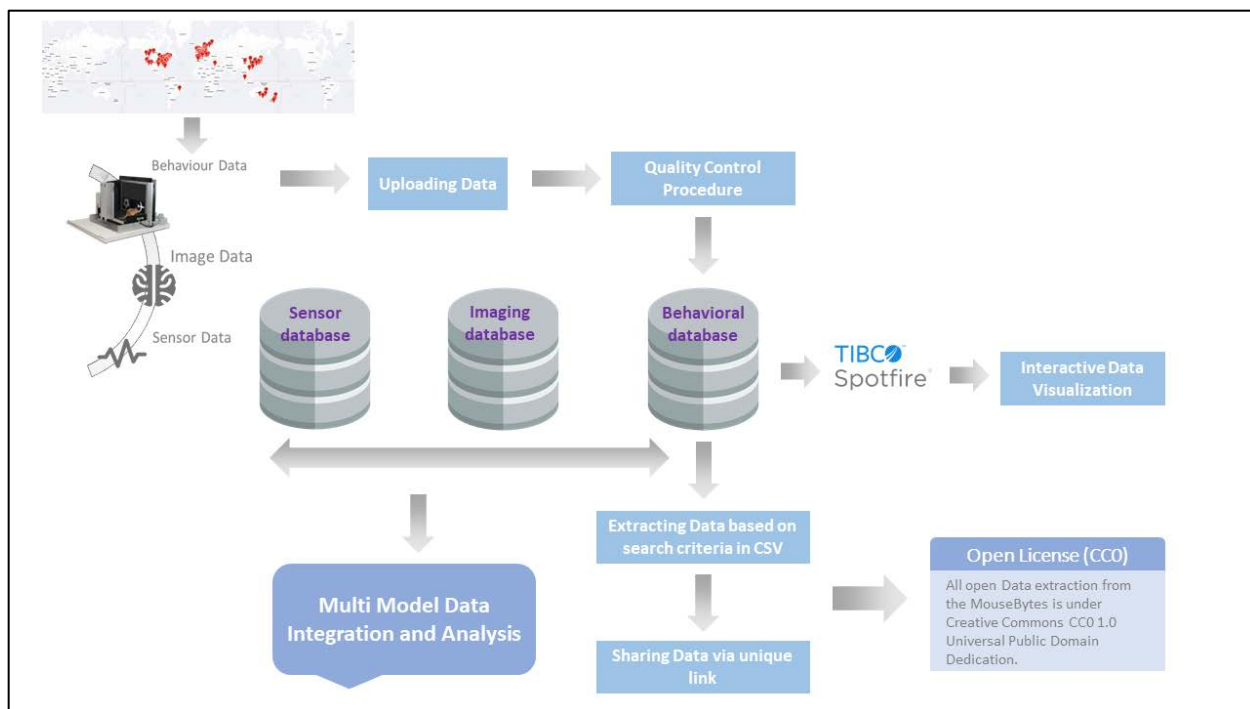 Behaviour Data
Uploading Data
Quality Control
Procedure
Image Data
Sensor Data
Sensor
database
Imaging
database
Behavioral
database
TIBCO
Spotfire
Interactive Data
Visualization
Extracting Data based on
search criteria in CSV
Multi Model Data
Integration and Analysis
Open License (CC0)
All open Data extraction from
the MouseBytes is under
Creative Commons CC0 1.0
Universal Public Domain
Dedication.
Sharing Data via unique
link